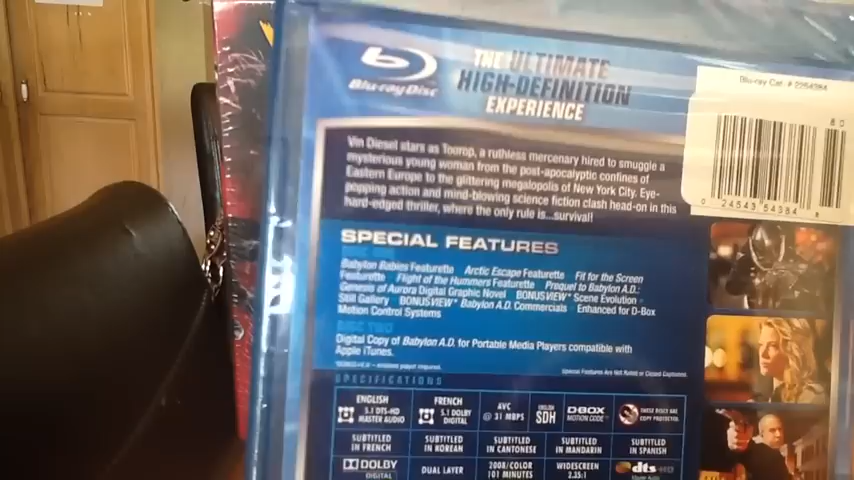 Blu-ray Disc
THE ULTIMATE
HIGH-DEFINITION
EXPERIENCE
Blu-ray Cat. # 2254384
0 24543 54384 8
Vin Diesel stars as Toorop, a ruthless mercenary hired to smuggle a
mysterious young woman from the post-apocalyptic confines of
Eastern Europe to the glittering megalopolis of New York City. Eye-
popping action and mind-blowing science fiction clash head-on in this
hard-edged thriller, where the only rule is...survival!
SPECIAL FEATURES
Babylon Babies Featurette Arctic Escape Featurette Fit for the Screen
Featurette Flight of the Hummers Featurette Prequel to Babylon A.D.:
Genesis of Aurora Digital Graphic Novel BONUSVIEW* Scene Evolution
Still Gallery BONUSVIEW* Babylon A.D. Commercials Enhanced for D-Box
Motion Control Systems
DISC TWO
Digital Copy of Babylon A.D. for Portable Media Players compatible with
Apple iTunes.
Special Features are Not Rated or Closed Captioned.
SPECIFICATIONS
ENGLISH
5.1 DTS-HD
MASTER AUDIO
FRENCH
5.1 DOLBY
DIGITAL
AVC
@ 31 MBPS
ENGLISH
SDH
D-BOX
MOTION CODE
THESE DISCS ARE
COPY PROTECTED
SUBTITLED
IN FRENCH
SUBTITLED
IN KOREAN
SUBTITLED
IN CANTONESE
SUBTITLED
IN MANDARIN
SUBTITLED
IN SPANISH
DOLBY
DIGITAL
DUAL LAYER
2008/COLOR
101 MINUTES
WIDESCREEN
2.35:1
dts-HD